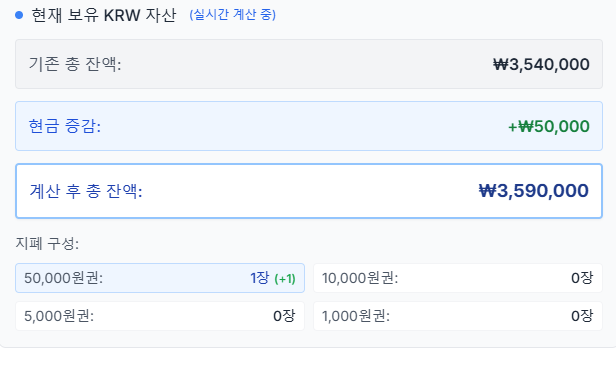 현재 보유 KRW 자산 (실시간 계산 중)
기존 총 잔액: ₩3,540,000
현금 증감: +₩50,000
계산 후 총 잔액: ₩3,590,000
지폐 구성:
50,000원권: 1장 (+1) 10,000원권: 0장
5,000원권: 0장 1,000원권: 0장